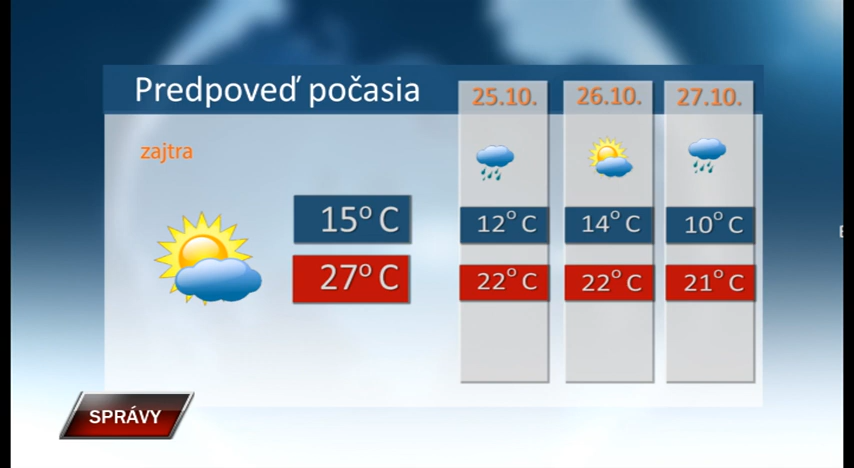 Predpoveď počasia
zajtra
15° C
27° C
25.10.
12° C
22° C
26.10.
14° C
22° C
27.10.
10° C
21° C
SPRÁVY